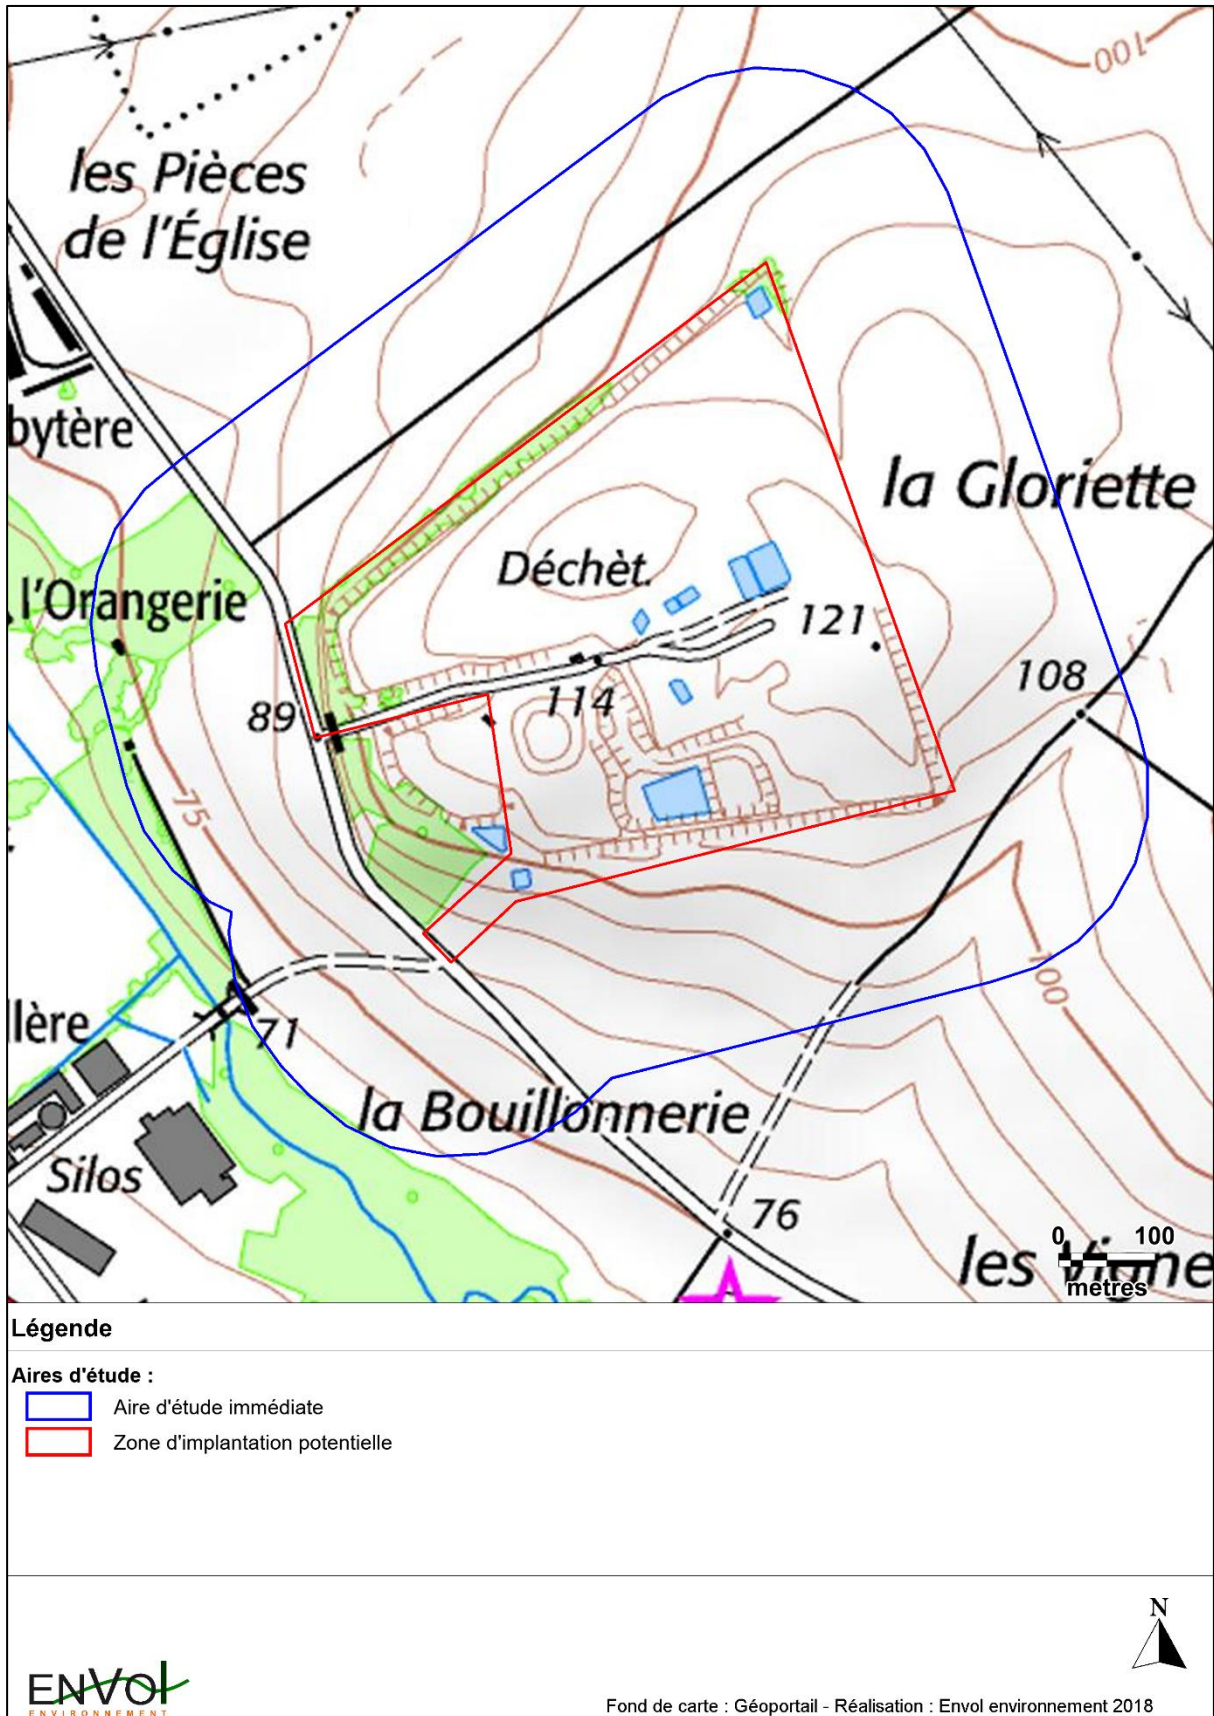 100
les Pièces
de l'Église
bytère
la Gloriette
Déchèt.
l'Orangerie
121
108
89
114
75
100
71
lère
la Bouillonnerie
Silos
76
0 100
mètres
les Vigne
Légende
Aires d'étude :
Aire d'étude immédiate
Zone d'implantation potentielle
N
ENVOl
ENVIRONNEMENT
Fond de carte : Géoportail - Réalisation : Envol environnement 2018